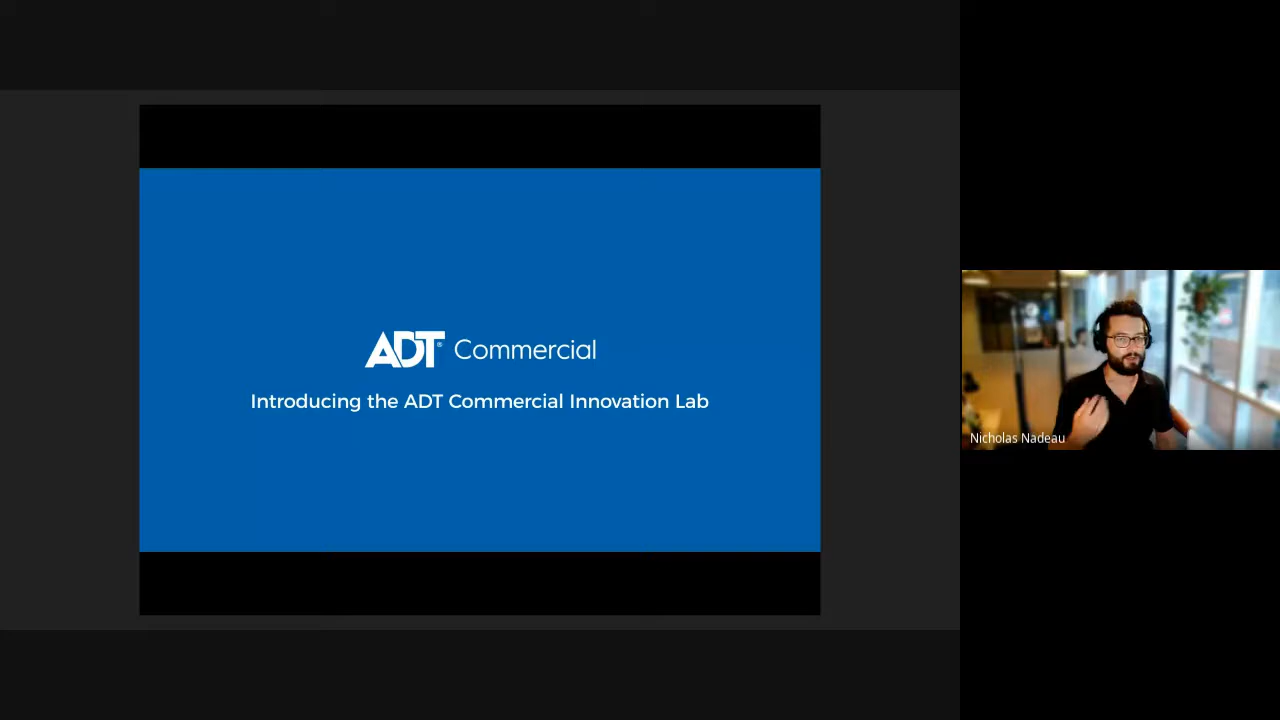 ADT® Commercial
Introducing the ADT Commercial Innovation Lab
Nicholas Nadeau